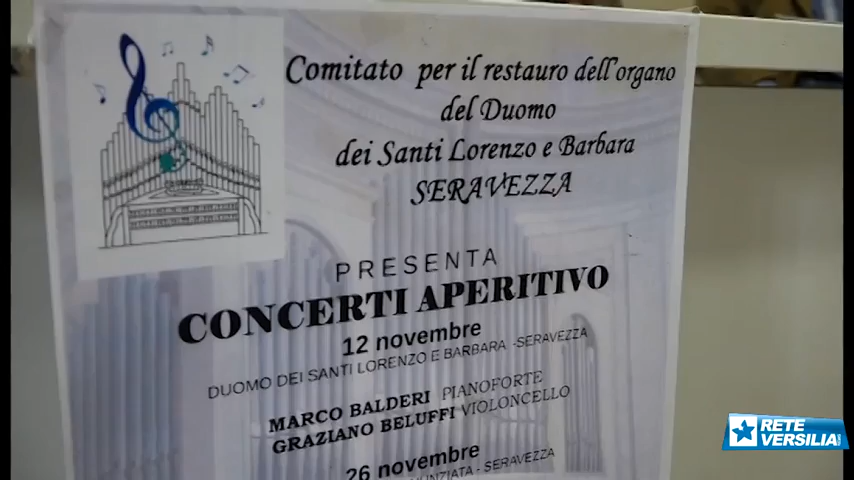 Comitato per il restauro dell'organo
del Duomo
dei Santi Lorenzo e Barbara
SERAVEZZA
PRESENTA
CONCERTI APERITIVO
12 novembre
DUOMO DEI SANTI LORENZO E BARBARA -SERAVEZZA
MARCO BALDERI PIANOFORTE
GRAZIANO BELUFFI VIOLONCELLO
26 novembre
- SERAVEZZA
RETE
VERSILIA